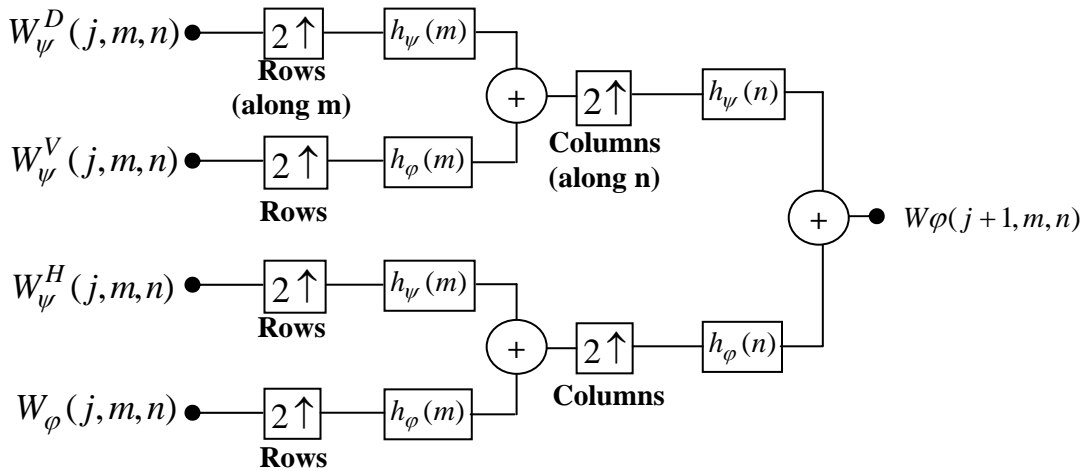 W_ψ^D(j,m,n) 2↑ h_ψ(m)
Rows
(along m)
+ 2↑ h_ψ(n)
Columns
(along n)
W_ψ^V(j,m,n) 2↑ h_φ(m)
Rows
+ Wφ(j+1,m,n)
W_ψ^H(j,m,n) 2↑ h_ψ(m)
Rows
+ 2↑ h_φ(n)
Columns
W_φ(j,m,n) 2↑ h_φ(m)
Rows